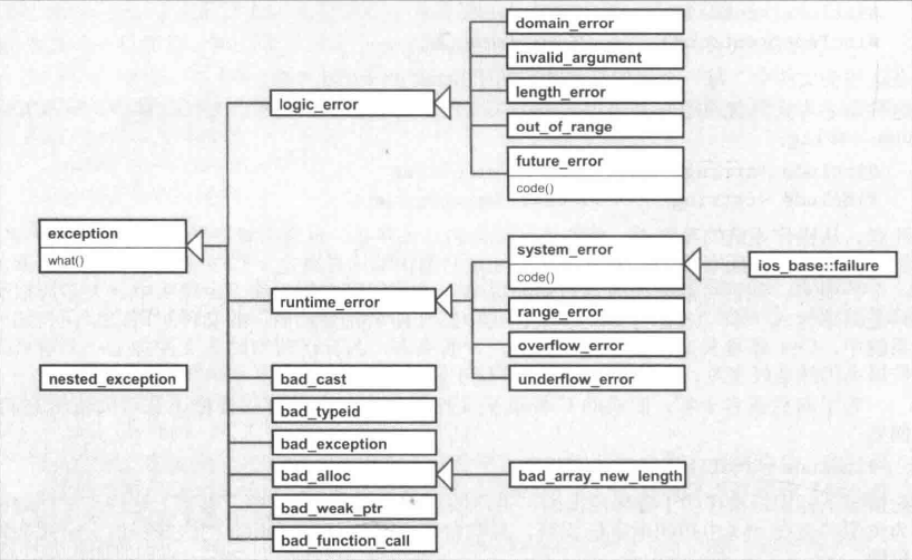 domain_error
invalid_argument
logic_error
length_error
out_of_range
future_error
code()
exception
what()
system_error
code()
ios_base::failure
runtime_error
range_error
overflow_error
nested_exception
bad_cast
underflow_error
bad_typeid
bad_exception
bad_alloc
bad_array_new_length
bad_weak_ptr
bad_function_call